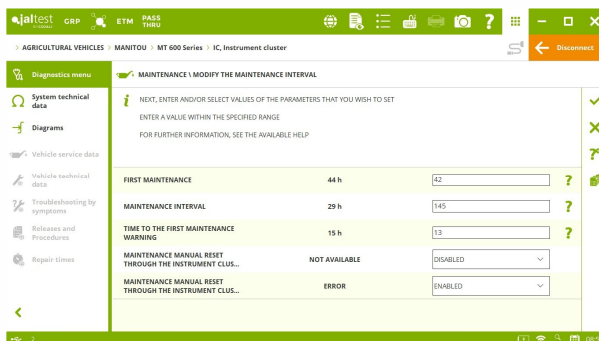 jaltest GRP ETM PASS
THRU
> AGRICULTURAL VEHICLES > MANITOU > MT 600 Series > IC, Instrument cluster
Disconnect
Diagnostics menu
MAINTENANCE \ MODIFY THE MAINTENANCE INTERVAL
System technical
data
Diagrams
Vehicle service data
Vehicle technical
data
Troubleshooting by
symptoms
Releases and
Procedures
Repair times
NEXT, ENTER AND/OR SELECT VALUES OF THE PARAMETERS THAT YOU WISH TO SET
ENTER A VALUE WITHIN THE SPECIFIED RANGE
FOR FURTHER INFORMATION, SEE THE AVAILABLE HELP
FIRST MAINTENANCE 44 h 42 ?
MAINTENANCE INTERVAL 29 h 145 ?
TIME TO THE FIRST MAINTENANCE
WARNING 15 h 13 ?
MAINTENANCE MANUAL RESET
THROUGH THE INSTRUMENT CLUS... NOT AVAILABLE DISABLED
MAINTENANCE MANUAL RESET
THROUGH THE INSTRUMENT CLUS... ERROR ENABLED